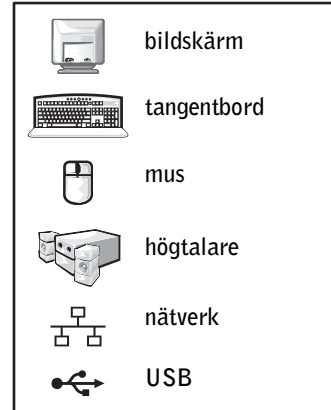 bildskärm
tangentbord
mus
högtalare
nätverk
USB